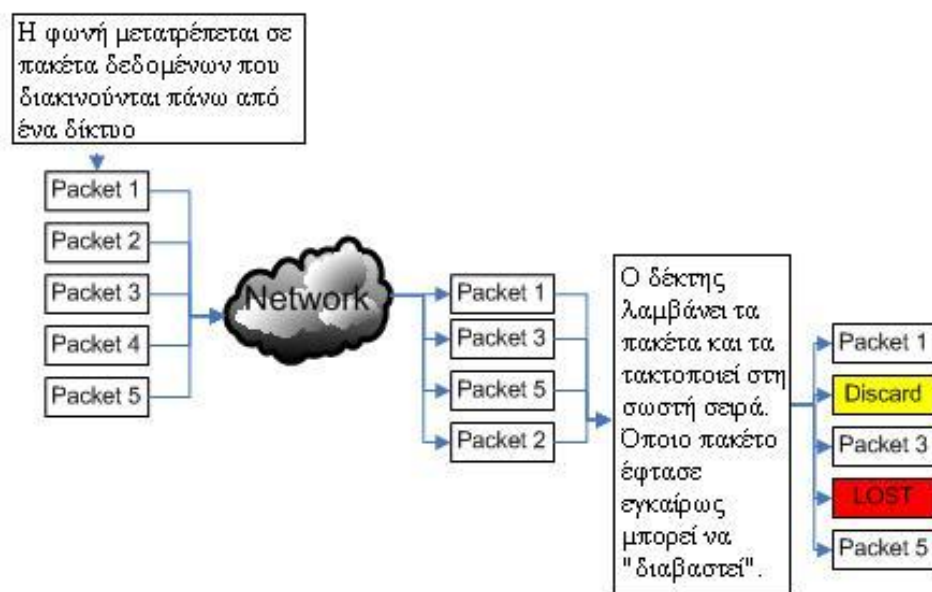 Η φωνή μετατρέπεται σε
πακέτα δεδομένων που
διακινούνται πάνω από
ένα δίκτυο
Packet 1
Packet 2
Packet 3
Packet 4
Packet 5
Network
Packet 1
Packet 3
Packet 5
Packet 2
Ο δέκτης
λαμβάνει τα
πακέτα και τα
τακτοποιεί στη
σωστή σειρά.
Όποιο πακέτο
έφτασε
εγκαίρως
μπορεί να
"διαβαστεί".
Packet 1
Discard
Packet 3
LOST
Packet 5